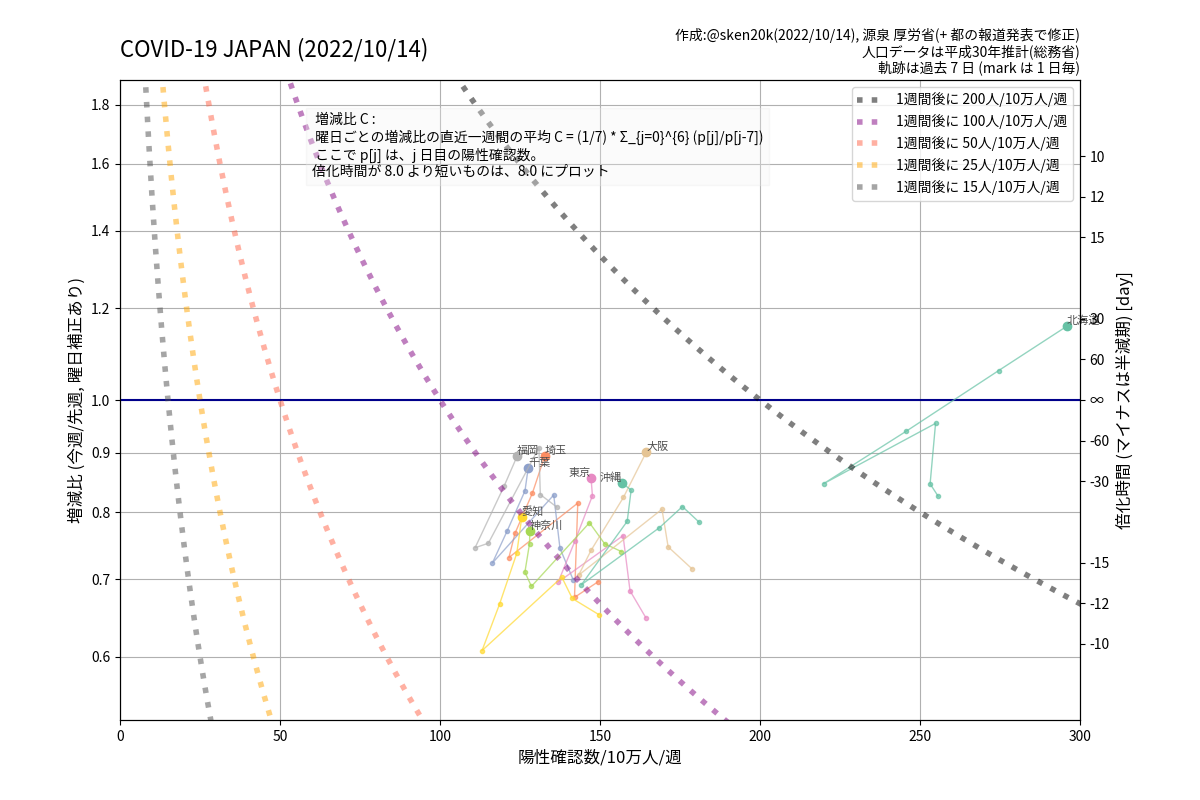 COVID-19 JAPAN (2022/10/14)
作成:@sken20k(2022/10/14), 源泉 厚労省(+ 都の報道発表で修正)
人口データは平成30年推計(総務省)
軌跡は過去 7 日 (mark は 1 日毎)
1週間後に 200人/10万人/週
1週間後に 100人/10万人/週
1週間後に 50人/10万人/週
1週間後に 25人/10万人/週
1週間後に 15人/10万人/週
増減比 C :
曜日ごとの増減比の直近一週間の平均 C = (1/7) * Σ_{j=0}^{6} (p[j]/p[j-7])
ここで p[j] は、j 日目の陽性確認数。
倍化時間が 8.0 より短いものは、8.0 にプロット
増減比 (今週/先週, 曜日補正あり)
1.8
1.6
1.4
1.2
1.0
0.9
0.8
0.7
0.6
北海道
福岡
埼玉
千葉
大阪
東京
沖縄
愛知
神奈川
10
12
15
30
60
∞
-60
-30
-15
-12
-10
倍化時間 (マイナスは半減期) [day]
0
50
100
150
200
250
300
陽性確認数/10万人/週